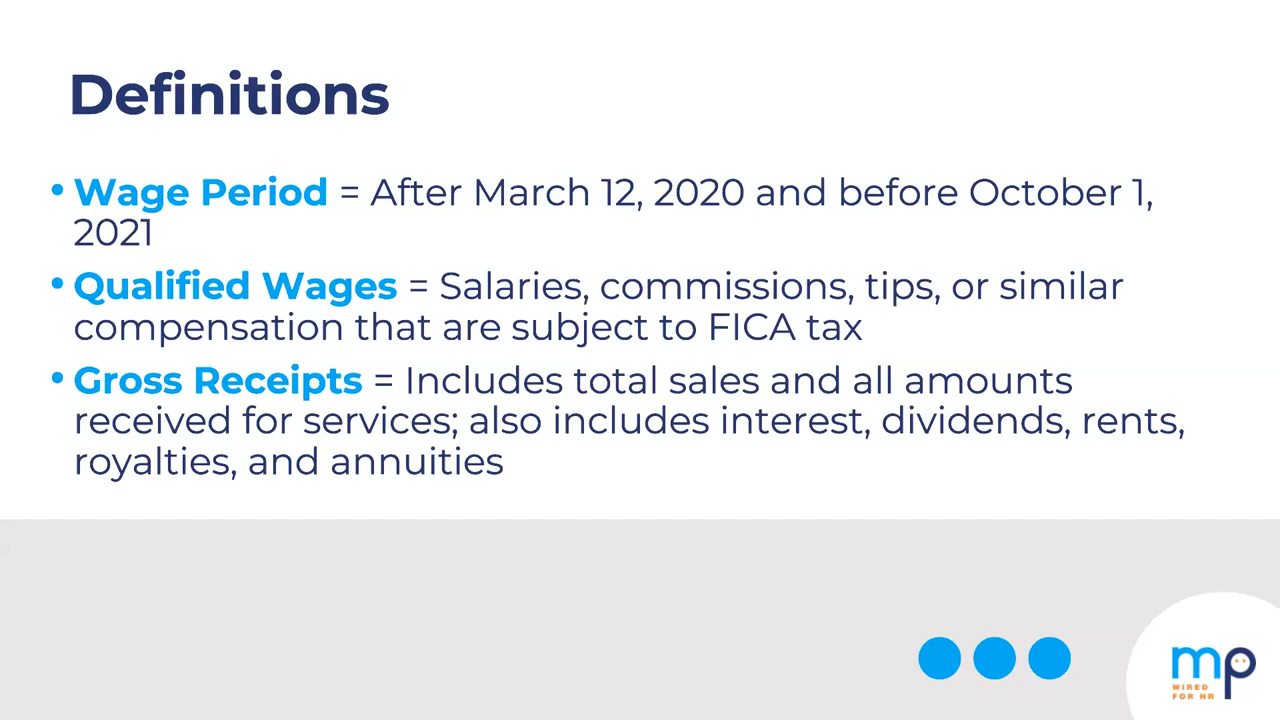 Definitions
• Wage Period = After March 12, 2020 and before October 1,
2021
• Qualified Wages = Salaries, commissions, tips, or similar
compensation that are subject to FICA tax
• Gross Receipts = Includes total sales and all amounts
received for services; also includes interest, dividends, rents,
royalties, and annuities
mp
WIRED
FOR HR